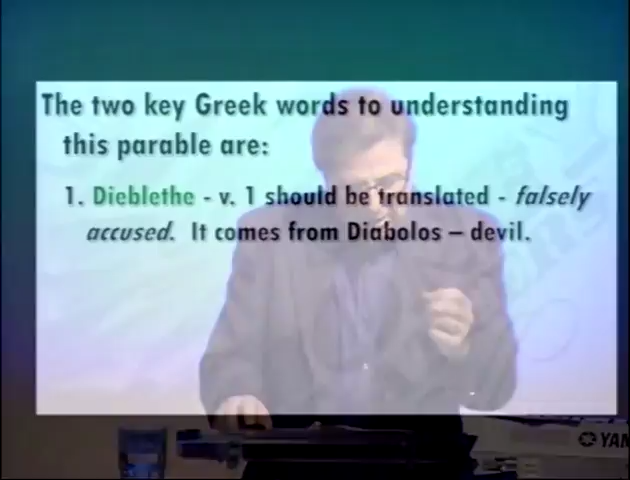 The two key Greek words to understanding
this parable are:
1. Dieblethe - v. 1 should be translated - falsely
accused. It comes from Diabolos – devil.
YAM